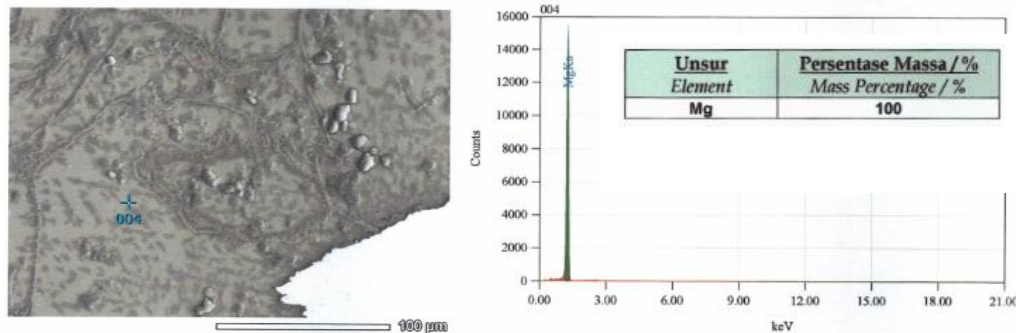 004
100 µm
004
16000
14000
12000
10000
8000
6000
4000
2000
0
Counts
MgKa
Unsur Persentase Massa / %
Element Mass Percentage / %
Mg 100
0.00 3.00 6.00 9.00 12.00 15.00 18.00 21.00
keV